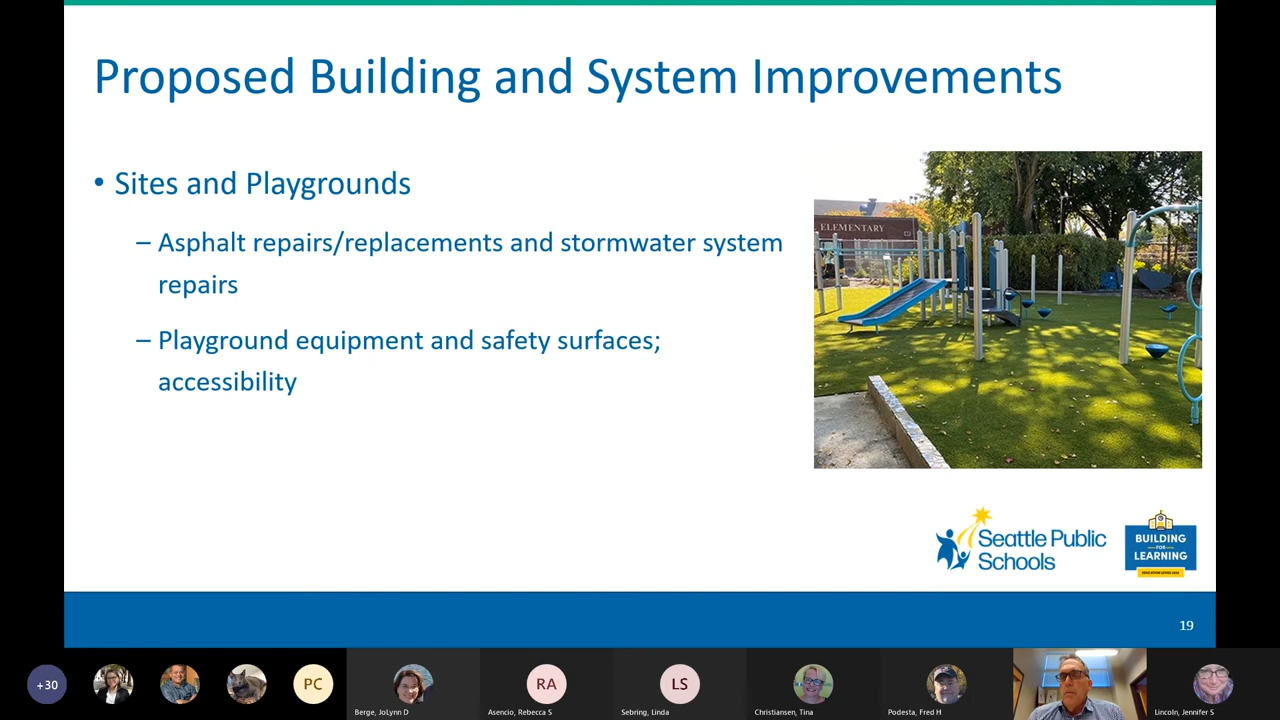 Proposed Building and System Improvements
• Sites and Playgrounds
– Asphalt repairs/replacements and stormwater system
repairs
– Playground equipment and safety surfaces;
accessibility
ELEMENTARY
Seattle Public
Schools
BUILDING
FOR
LEARNING
19
+30
PC
RA
LS
Berge, JoLynn D
Asencio, Rebecca S
Sebring, Linda
Christiansen, Tina
Podesta, Fred H
Lincoln, Jennifer S